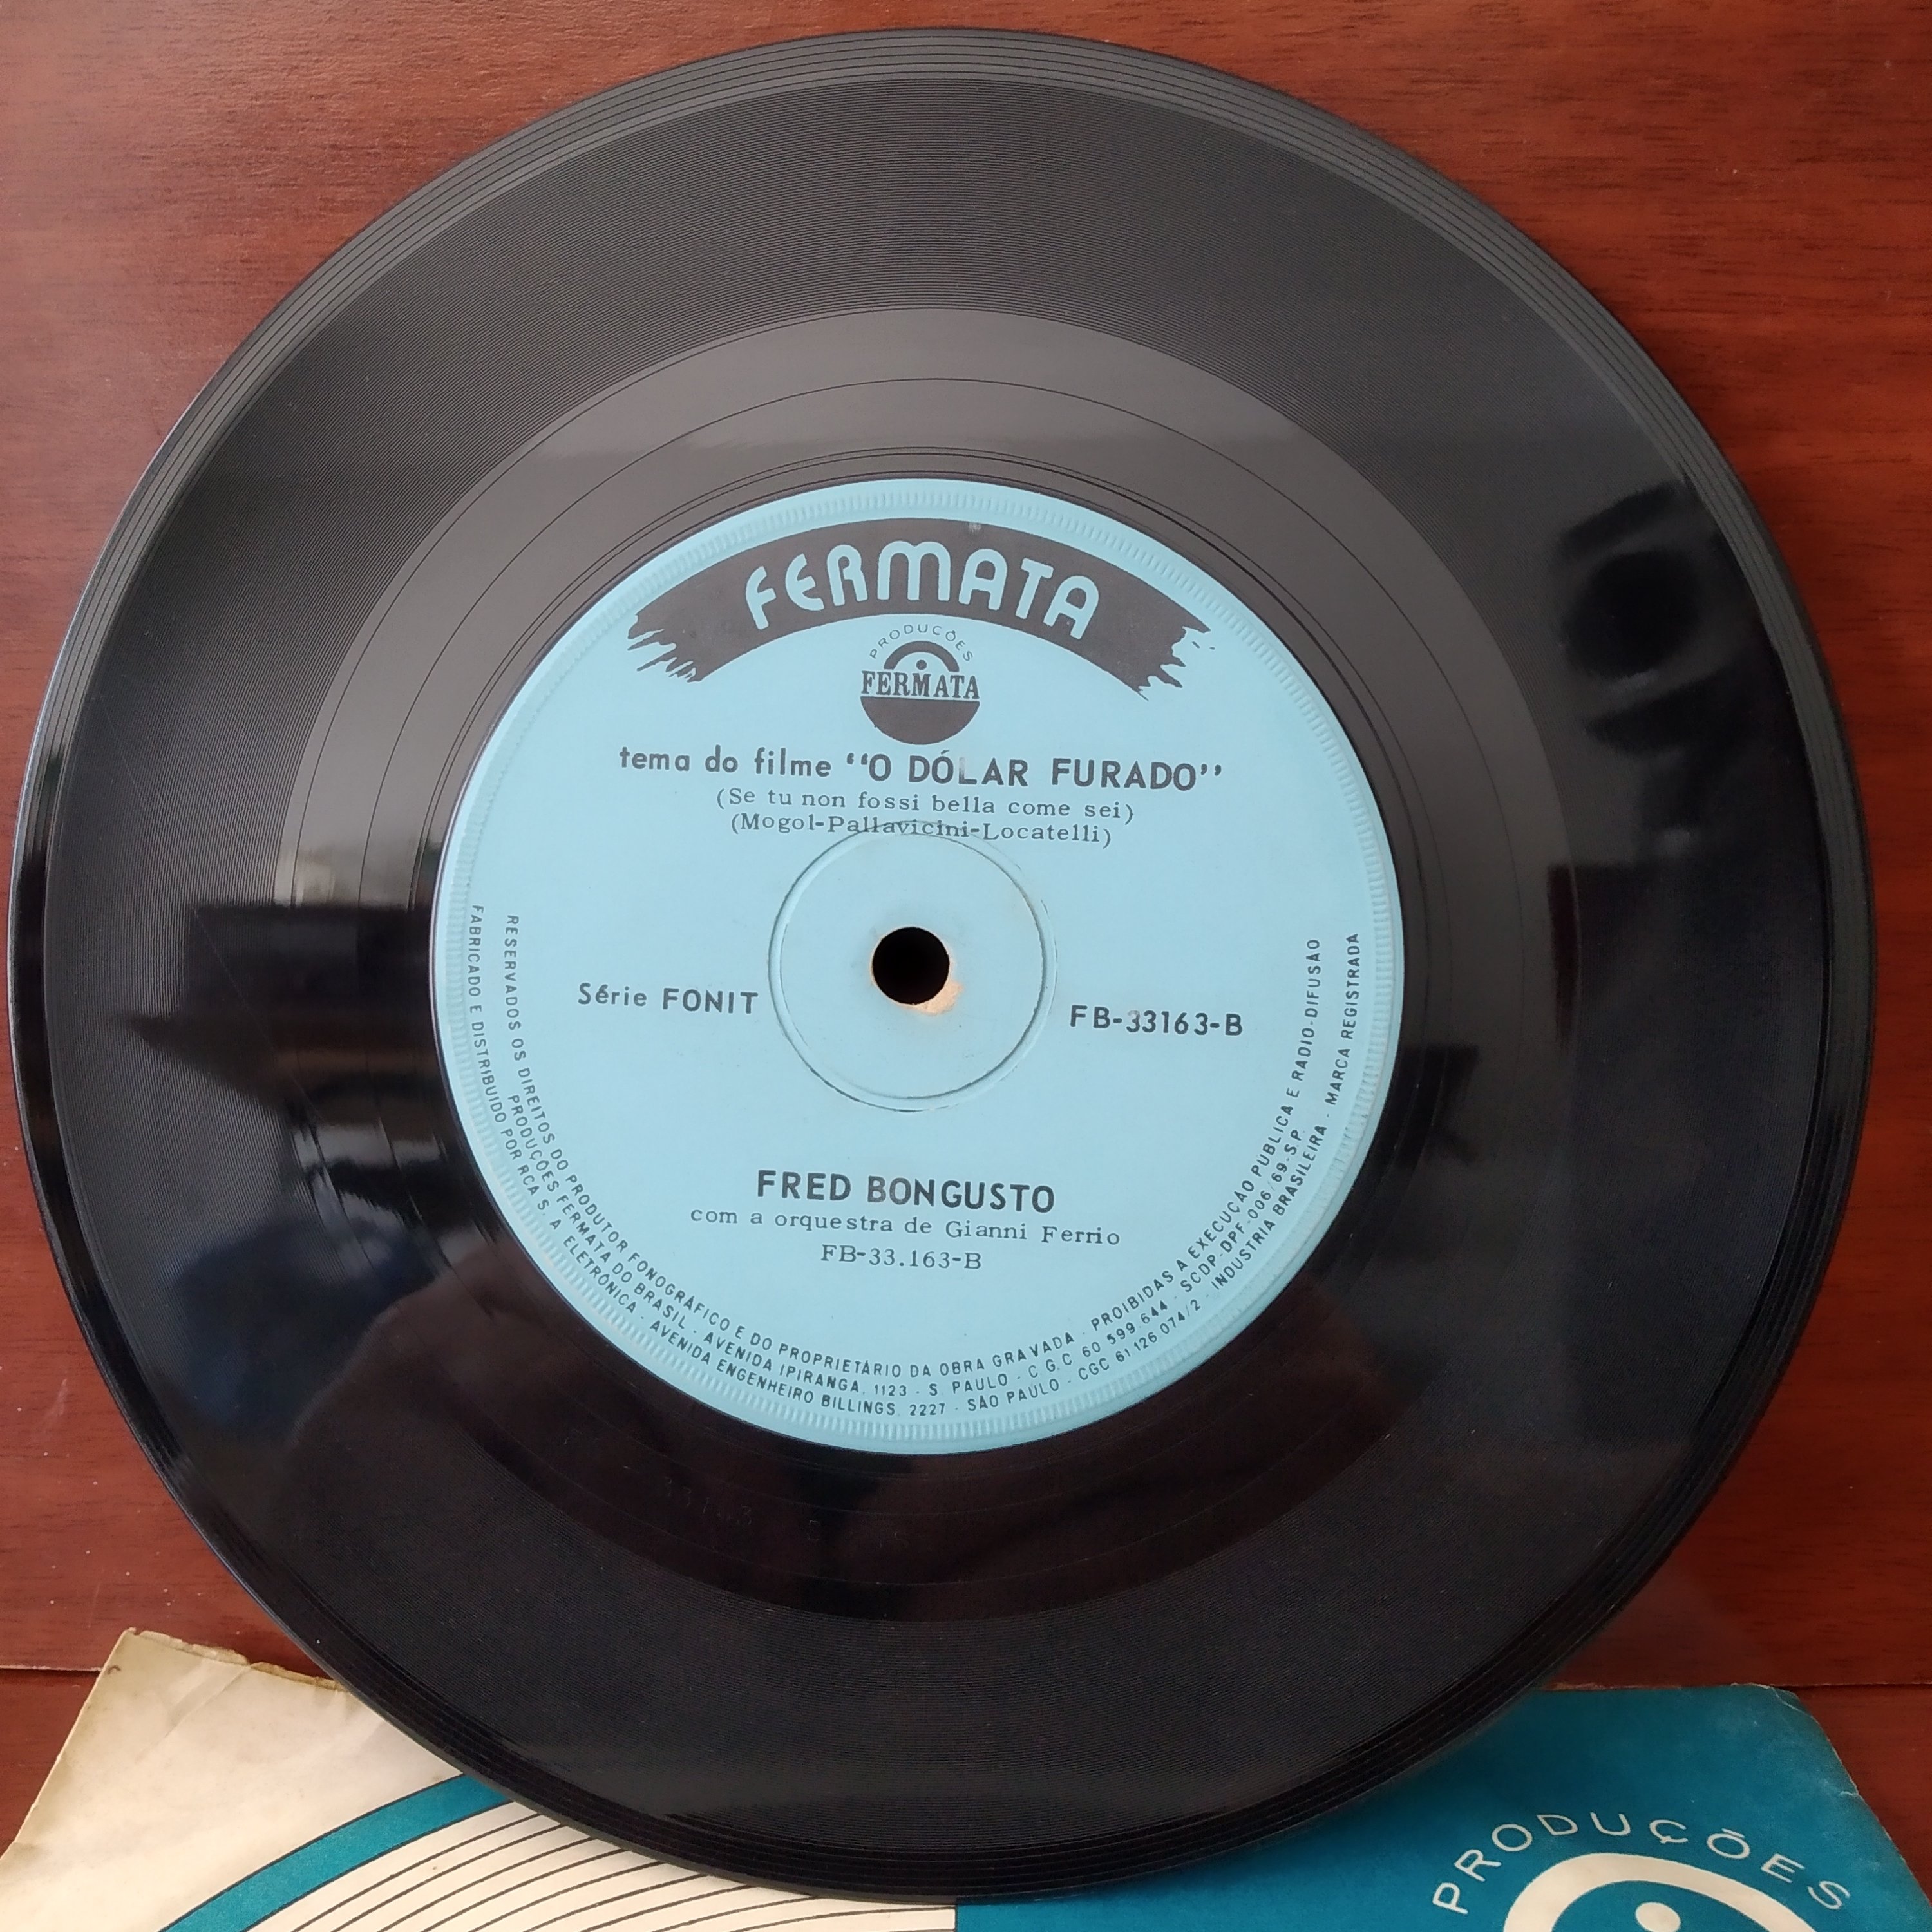 FERMATA
PRODUÇÕES
FERMATA
tema do filme “O DÓLAR FURADO”
(Se tu non fossi bella come sei)
(Mogol-Pallavicini-Locatelli)
Série FONIT
FB-33163-B
FRED BONGUSTO
com a orquestra de Gianni Ferrio
FB-33.163-B
RESERVADOS OS DIREITOS DO PRODUTOR FONOGRÁFICO E DO PROPRIETÁRIO DA OBRA GRAVADA · PROIBIDAS A EXECUÇÃO PÚBLICA E RADIO-DIFUSÃO
PRODUÇÕES FERMATA DO BRASIL · AVENIDA IPIRANGA, 1123 - S. PAULO - C.G.C 60 599 644 · SCDP-DPF-006/69-S.P.
FABRICADO E DISTRIBUIDO POR RCA S. A ELETRÔNICA · AVENIDA ENGENHEIRO BILLINGS, 2227 · SÃO PAULO - CGC 61 126 074/2 · INDUSTRIA BRASILEIRA · MARCA REGISTRADA
33163
PRODUÇÕES